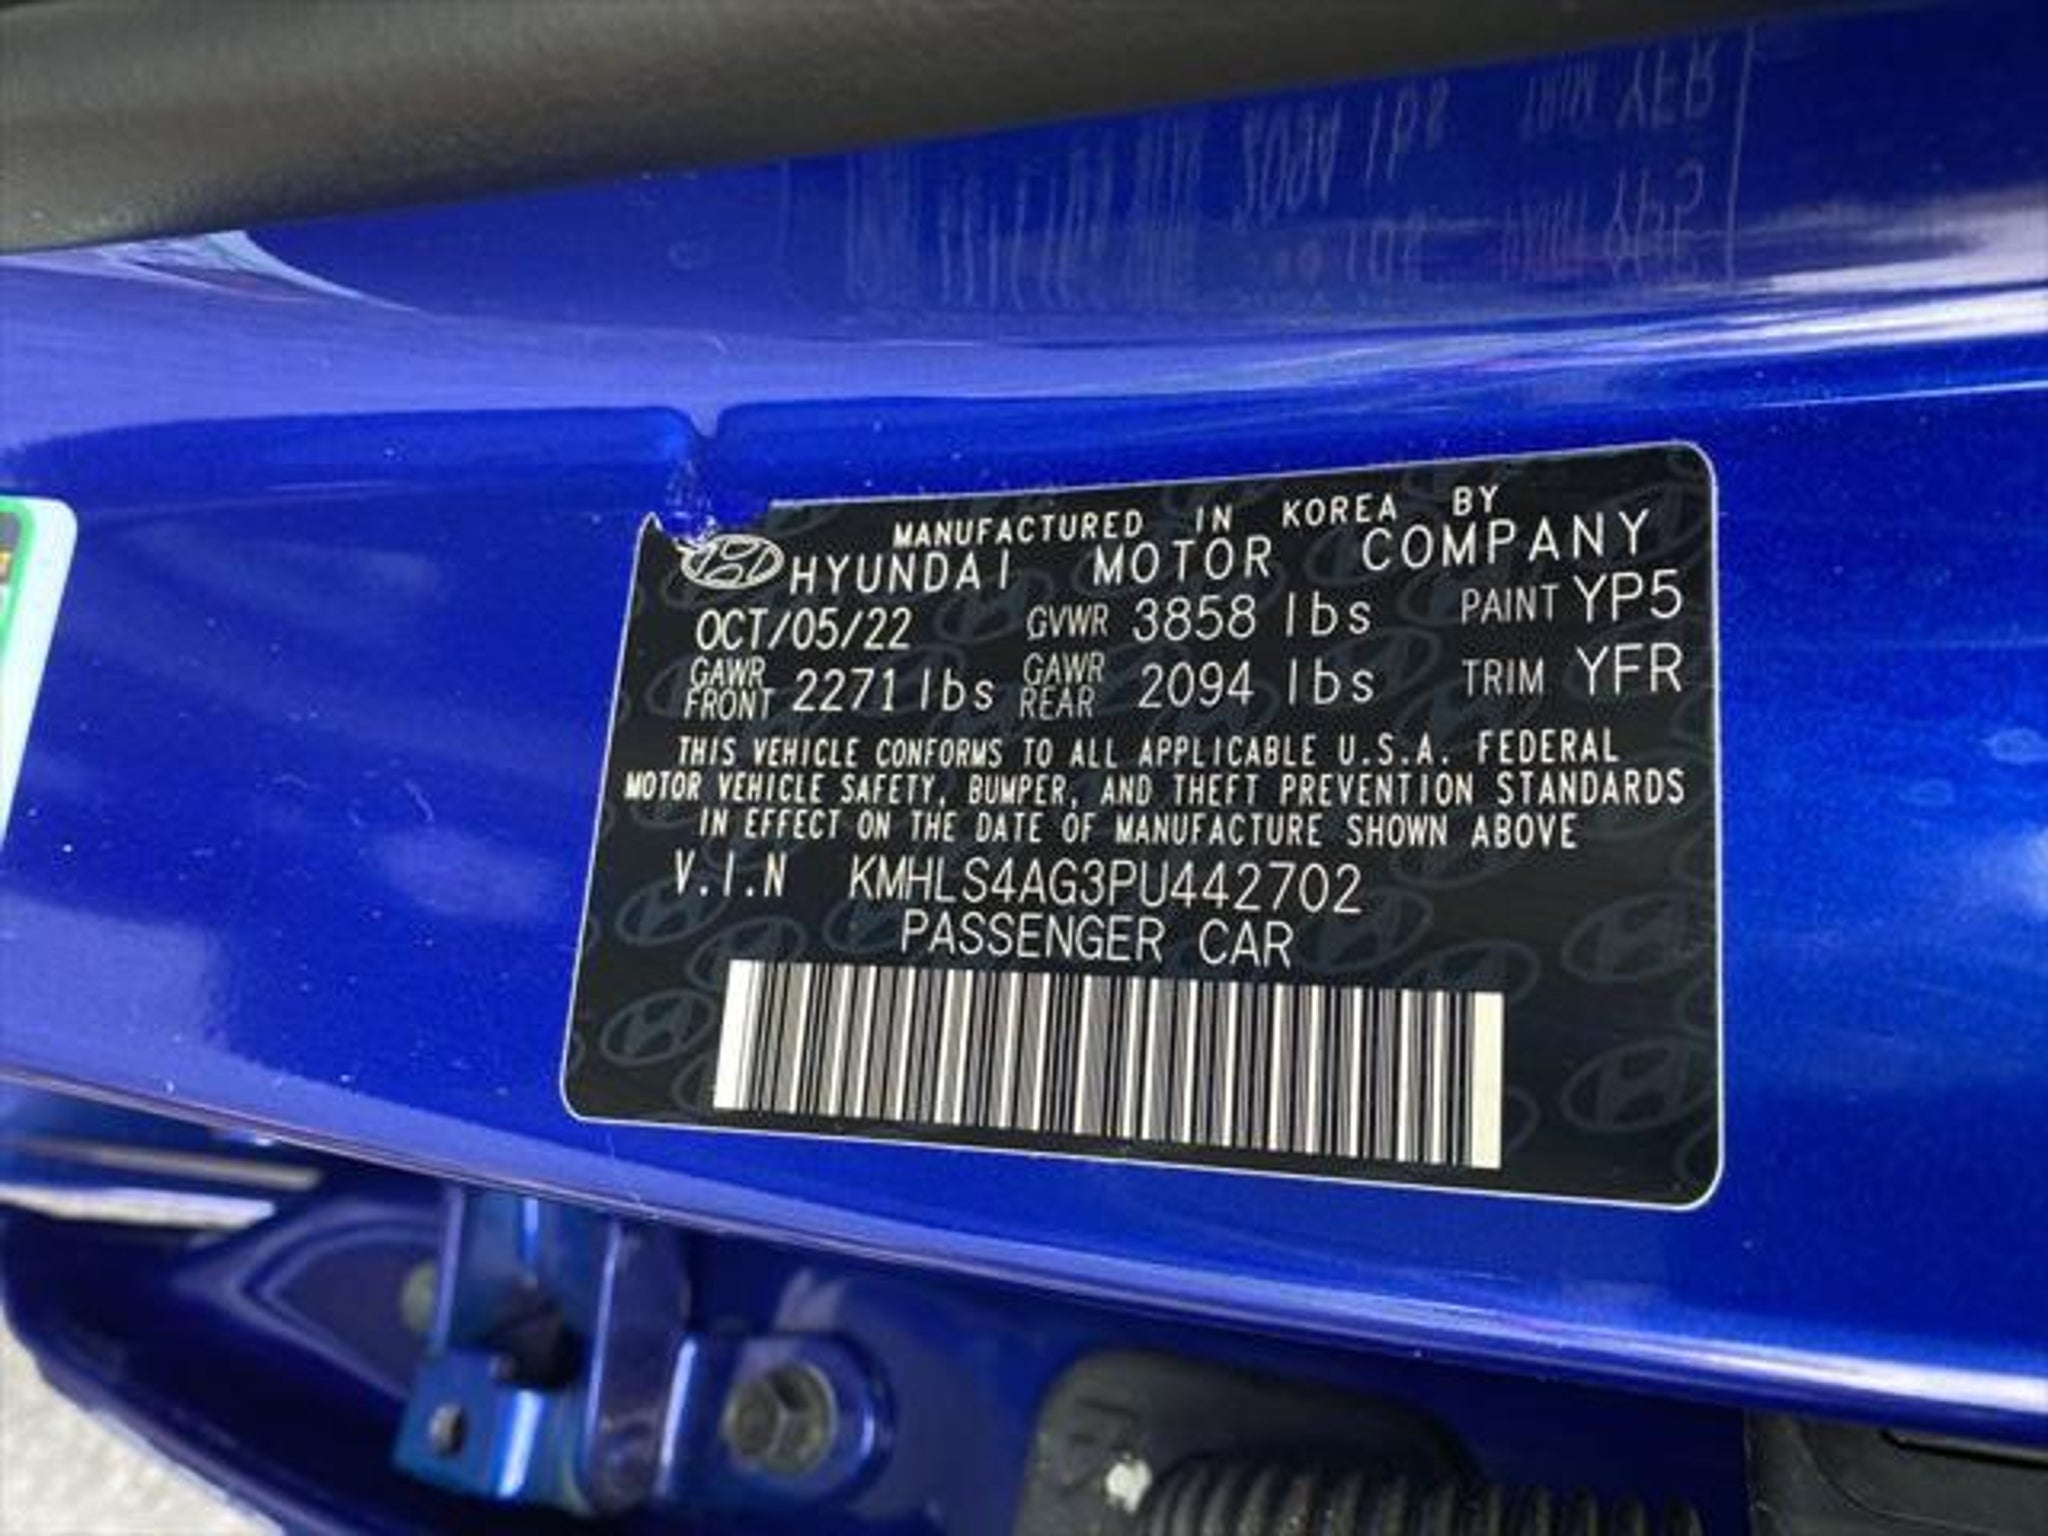 MANUFACTURED IN KOREA BY
HYUNDAI MOTOR COMPANY
OCT/05/22 GVWR 3858 lbs PAINT YP5
GAWR FRONT 2271 lbs GAWR REAR 2094 lbs TRIM YFR
THIS VEHICLE CONFORMS TO ALL APPLICABLE U.S.A. FEDERAL
MOTOR VEHICLE SAFETY, BUMPER, AND THEFT PREVENTION STANDARDS
IN EFFECT ON THE DATE OF MANUFACTURE SHOWN ABOVE
V.I.N KMHLS4AG3PU442702
PASSENGER CAR